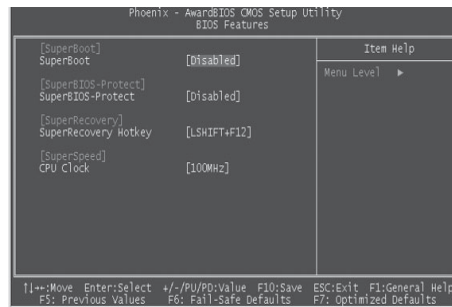 Phoenix - AwardBIOS CMOS Setup Utility
BIOS Features
[SuperBoot]
SuperBoot [Disabled]
[SuperBIOS-Protect]
SuperBIOS-Protect [Disabled]
[SuperRecovery]
SuperRecovery Hotkey [LSHIFT+F12]
[SuperSpeed]
CPU Clock [100MHz]
Item Help
Menu Level ▶
↑↓→←:Move Enter:Select +/-/PU/PD:Value F10:Save ESC:Exit F1:General Help
F5: Previous Values F6: Fail-Safe Defaults F7: Optimized Defaults